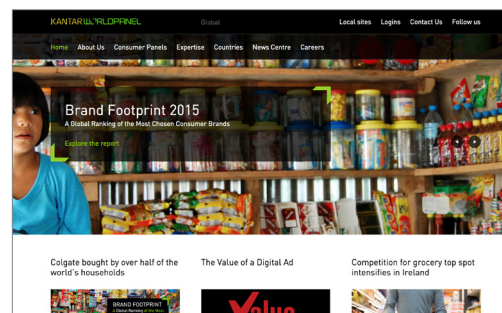 KANTAR WORLDPANEL
Global
Local sites Logins Contact Us Follow us
Home About Us Consumer Panels Expertise Countries News Centre Careers
Brand Footprint 2015
A Global Ranking of the Most Chosen Consumer Brands
Explore the report
Colgate bought by over half of the
world's households
The Value of a Digital Ad
Competition for grocery top spot
intensifies in Ireland
BRAND FOOTPRINT
A Global Ranking of the Most
Value